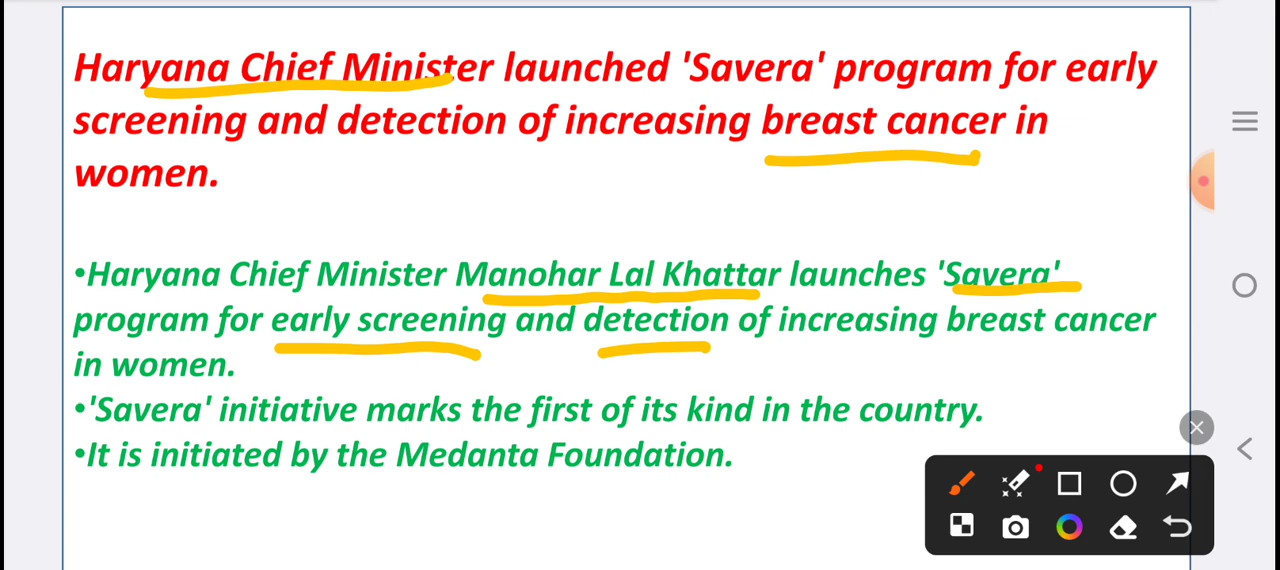 Haryana Chief Minister launched 'Savera' program for early
screening and detection of increasing breast cancer in
women.
•Haryana Chief Minister Manohar Lal Khattar launches 'Savera'
program for early screening and detection of increasing breast cancer
in women.
•'Savera' initiative marks the first of its kind in the country.
•It is initiated by the Medanta Foundation.